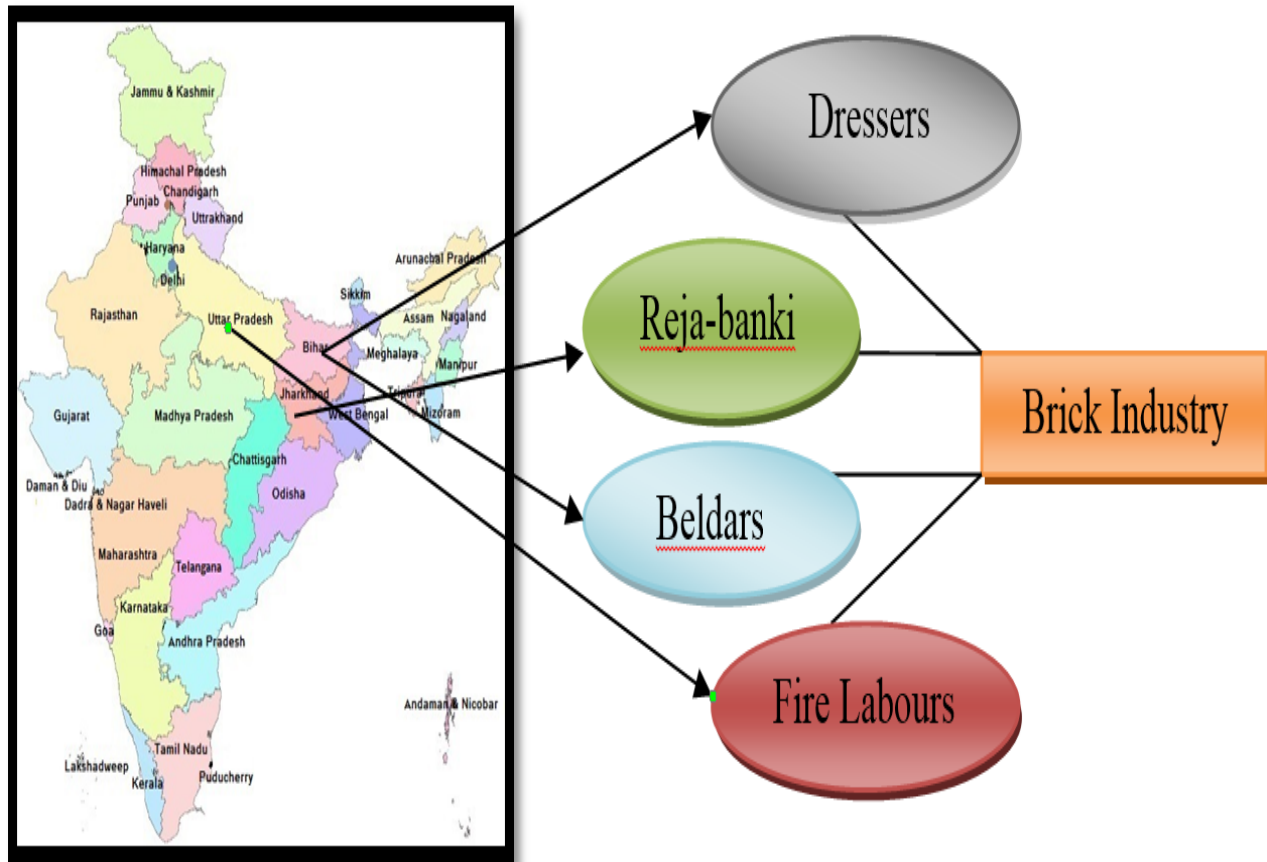 Jammu & Kashmir
Himachal Pradesh
Chandigarh
Punjab
Uttrakhand
Haryana
Delhi
Arunachal Pradesh
Sikkim
Rajasthan
Uttar Pradesh
Assam
Nagaland
Bihar
Meghalaya
Manipur
Jharkhand
Tripura
Gujarat
Madhya Pradesh
West Bengal
Mizoram
Chattisgarh
Daman & Diu
Odisha
Dadra & Nagar Haveli
Maharashtra
Telangana
Karnataka
Goa
Andhra Pradesh
Andaman & Nicobar
Tamil Nadu
Lakshadweep
Kerala
Puducherry
Dressers
Reja-banki
Beldars
Fire Labours
Brick Industry